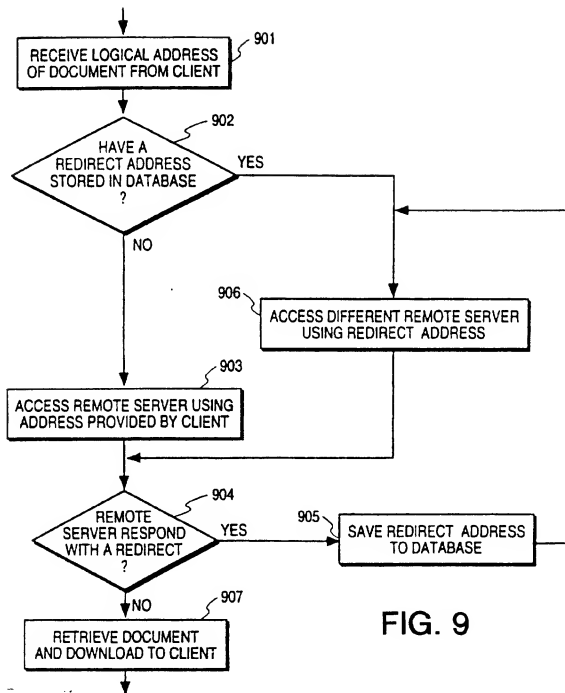 901
RECEIVE LOGICAL ADDRESS
OF DOCUMENT FROM CLIENT
902
HAVE A
REDIRECT ADDRESS
STORED IN DATABASE
?
YES
NO
906
ACCESS DIFFERENT REMOTE SERVER
USING REDIRECT ADDRESS
903
ACCESS REMOTE SERVER USING
ADDRESS PROVIDED BY CLIENT
904
REMOTE
SERVER RESPOND
WITH A REDIRECT
?
YES
NO
905
SAVE REDIRECT ADDRESS
TO DATABASE
907
RETRIEVE DOCUMENT
AND DOWNLOAD TO CLIENT
FIG. 9